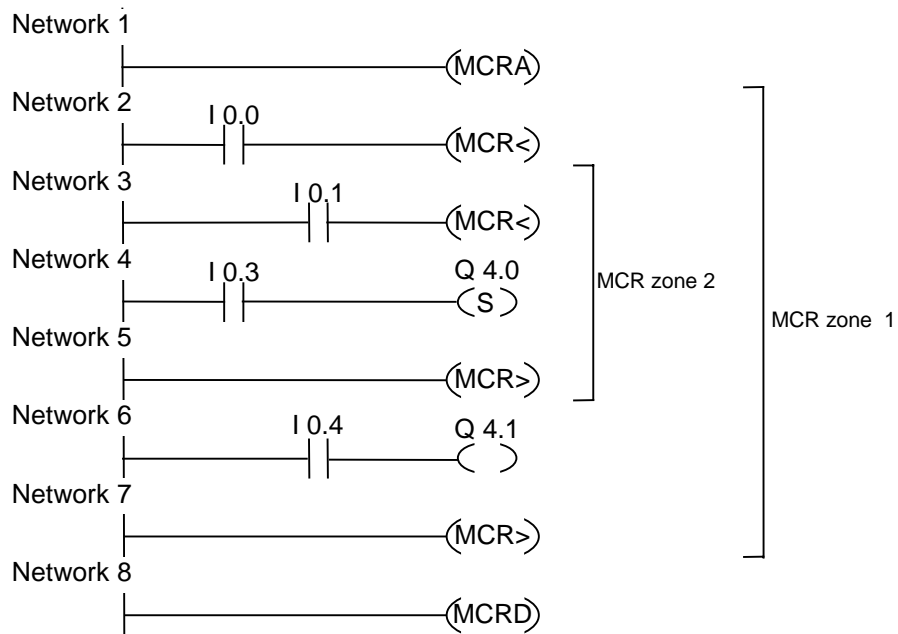 Network 1
(MCRA)
Network 2
I 0.0
(MCR<)
Network 3
I 0.1
(MCR<)
Network 4
I 0.3
Q 4.0
(S)
MCR zone 2
MCR zone 1
Network 5
(MCR>)
Network 6
I 0.4
Q 4.1
( )
Network 7
(MCR>)
Network 8
(MCRD)